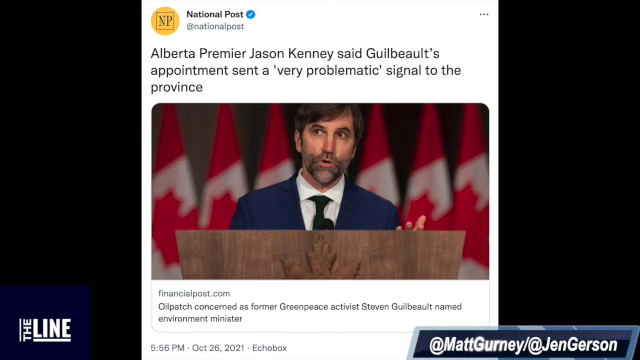 National Post
@nationalpost
Alberta Premier Jason Kenney said Guilbeault's
appointment sent a 'very problematic' signal to the
province
financialpost.com
Oilpatch concerned as former Greenpeace activist Steven Guilbeault named
environment minister
5:56 PM · Oct 26, 2021 · Echobox
NP
THE LINE
@MattGurney/@JenGerson